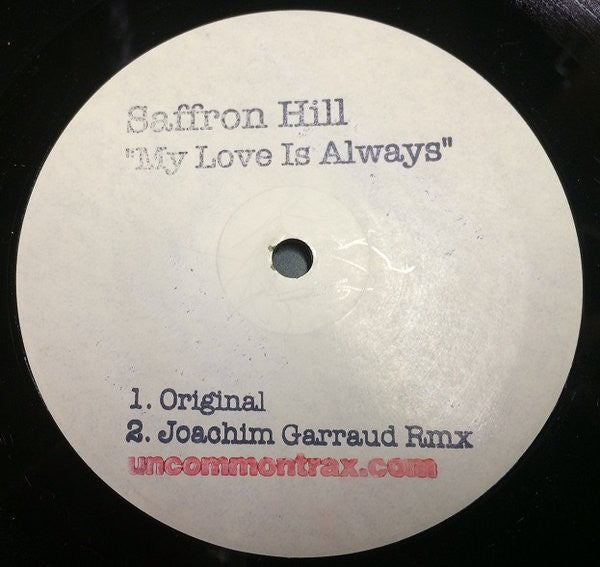 Saffron Hill
"My Love Is Always"
1. Original
2. Joachim Garraud Rmx
uncommontrax.com